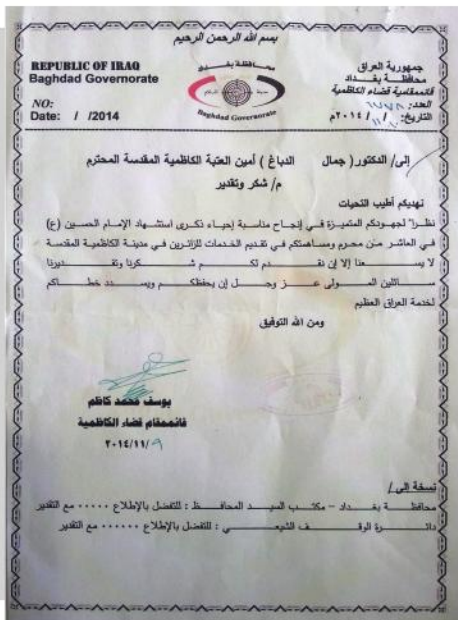 بسم الله الرحمن الرحيم
REPUBLIC OF IRAQ
Baghdad Governorate
NO:
Date: / /2014
محافظة بغداد
Baghdad Governorate
جمهورية العراق
محافظة بغداد
قائممقامية قضاء الكاظمية
العدد:
التاريخ: / ١١ / ٢٠١٤م
إلى/ الدكتور ( جمال الدباغ ) أمين العتبة الكاظمية المقدسة المحترم
م/ شكر وتقدير
نهديكم أطيب التحيات
نظراً لجهودكم المتميزة في إنجاح مناسبة إحياء ذكرى استشهاد الإمام الحسين (ع)
في العاشر من محرم ومساهمتكم في تقديم الخدمات للزائرين في مدينة الكاظمية المقدسة
لا يسعنا إلا إن نقدم لكم شكرنا وتقديرنا
سائلين المولى عز وجل إن يحفظكم ويسدد خطاكم
لخدمة العراق العظيم
ومن الله التوفيق
يوسف محمد كاظم
قائممقام قضاء الكاظمية
٢٠١٤/١١/٩
نسخة الى/
محافظة بغداد – مكتب السيد المحافظ : للتفضل بالإطلاع ..... مع التقدير
دائرة الوقف الشيعي : للتفضل بالإطلاع ...... مع التقدير